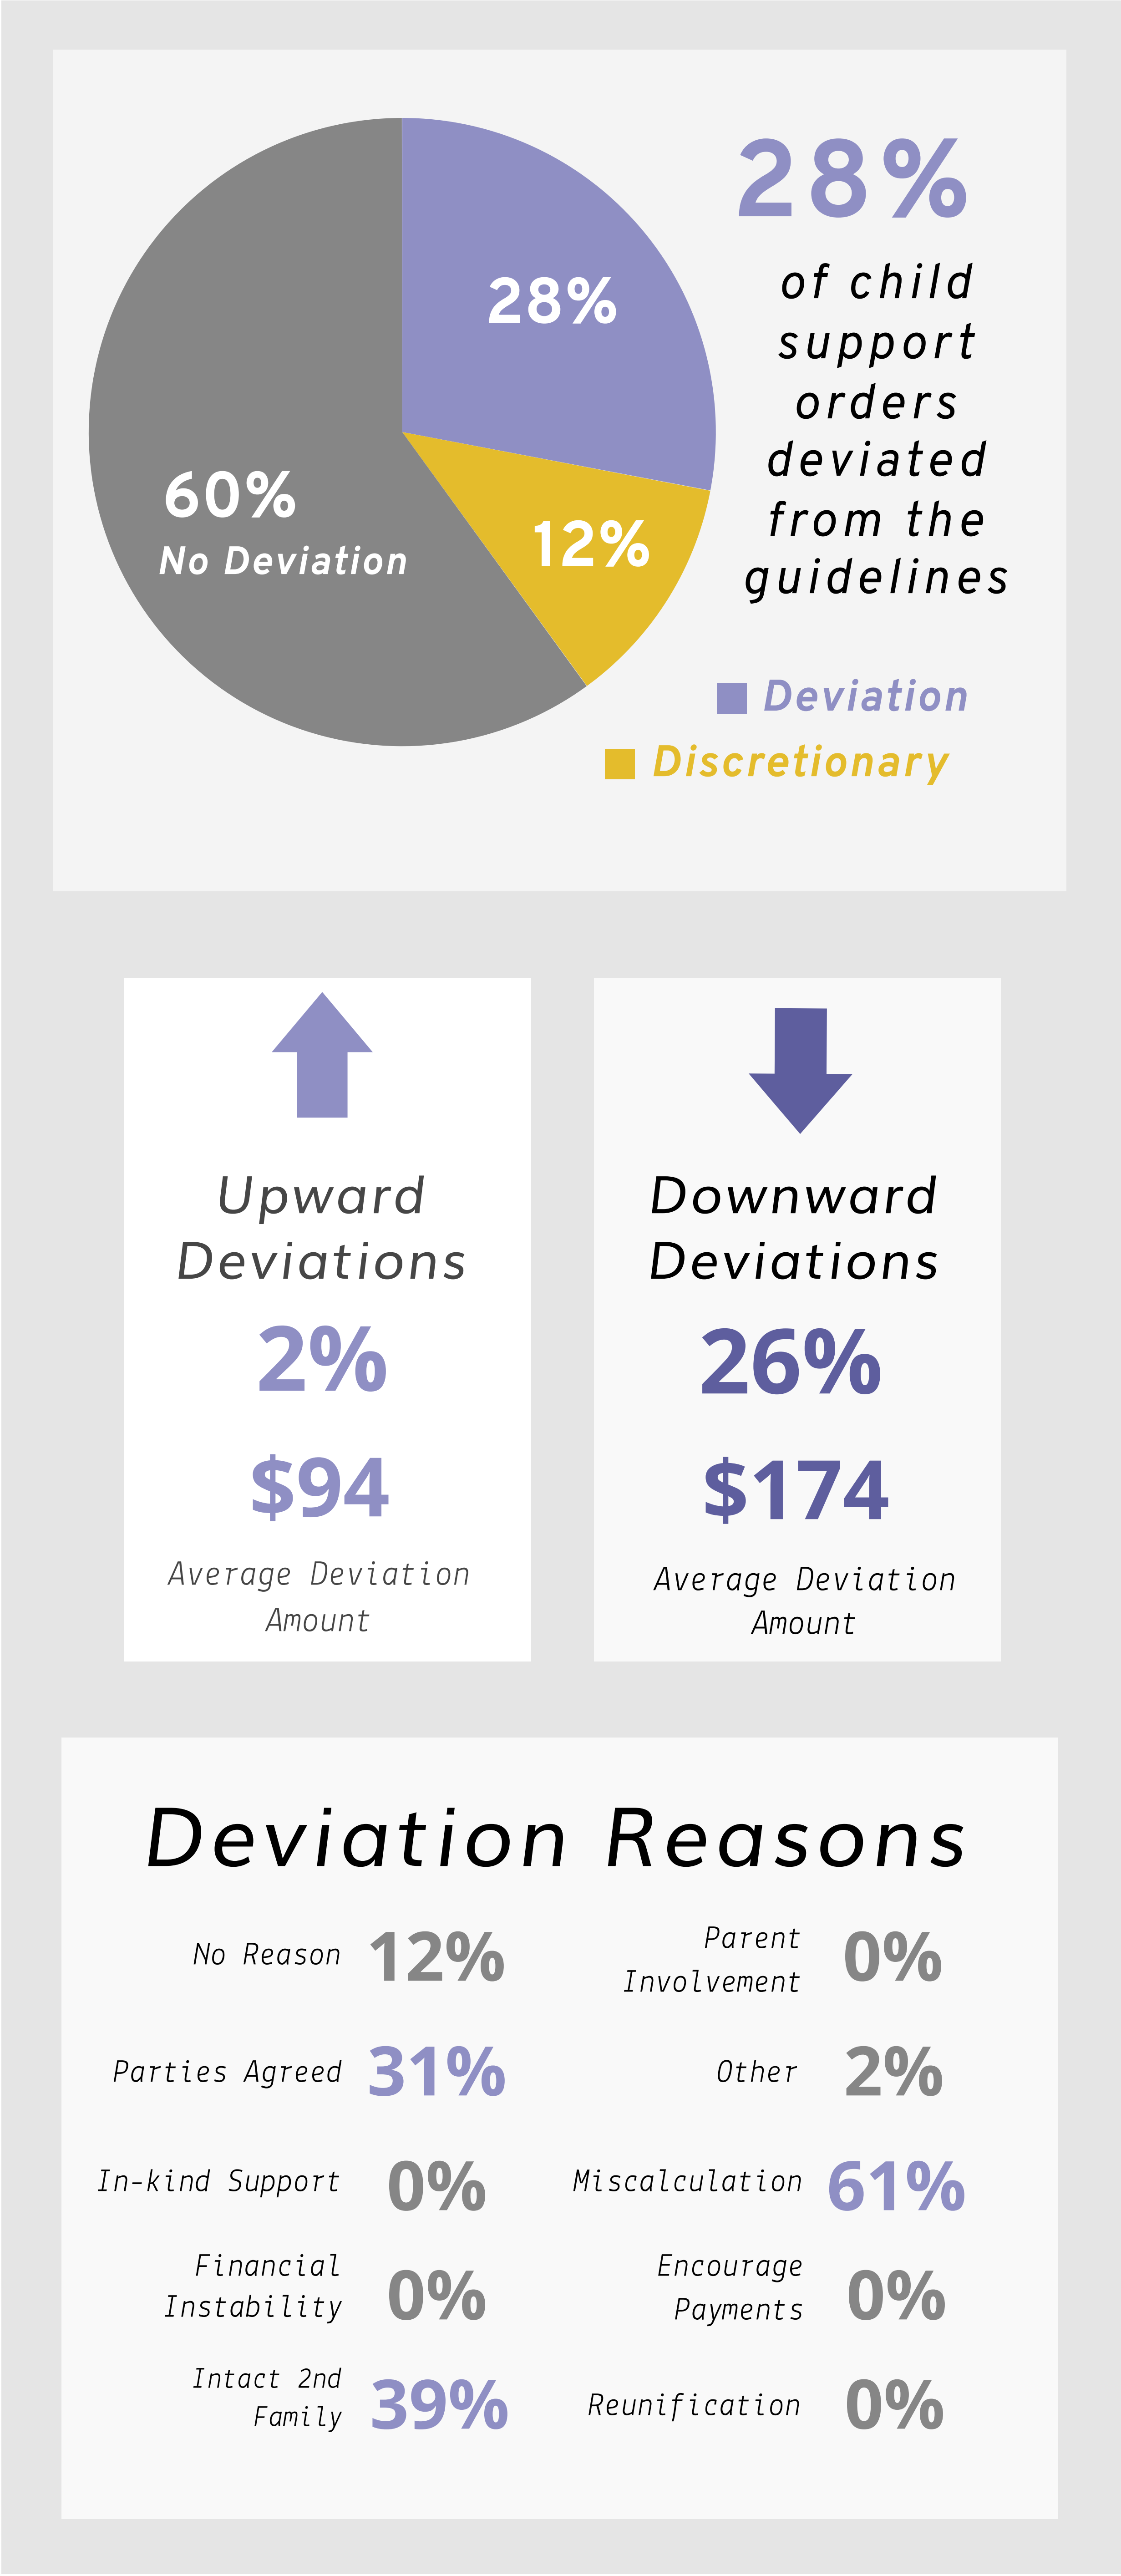 28%
of child
support
orders
deviated
from the
guidelines
28%
12%
60%
No Deviation
Deviation
Discretionary
Upward
Deviations
2%
$94
Average Deviation
Amount
Downward
Deviations
26%
$174
Average Deviation
Amount
Deviation Reasons
No Reason 12%
Parties Agreed 31%
In-kind Support 0%
Financial
Instability 0%
Intact 2nd
Family 39%
Parent
Involvement 0%
Other 2%
Miscalculation 61%
Encourage
Payments 0%
Reunification 0%